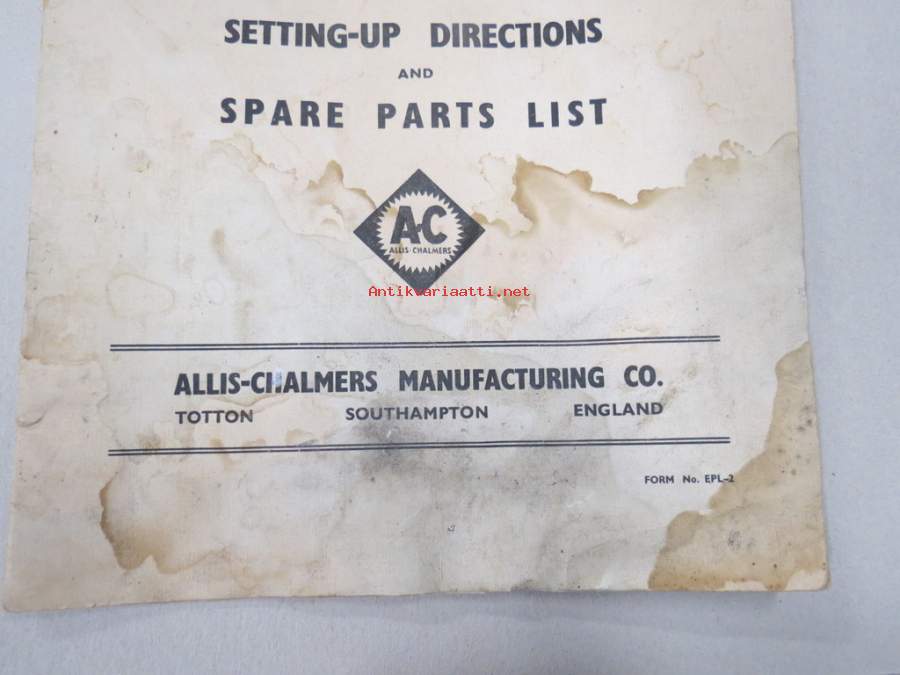 SETTING-UP DIRECTIONS
AND
SPARE PARTS LIST
A-C
ALLIS-CHALMERS
Antikvariaatti.net
ALLIS-CHALMERS MANUFACTURING CO.
TOTTON SOUTHAMPTON ENGLAND
FORM No. EPL-2